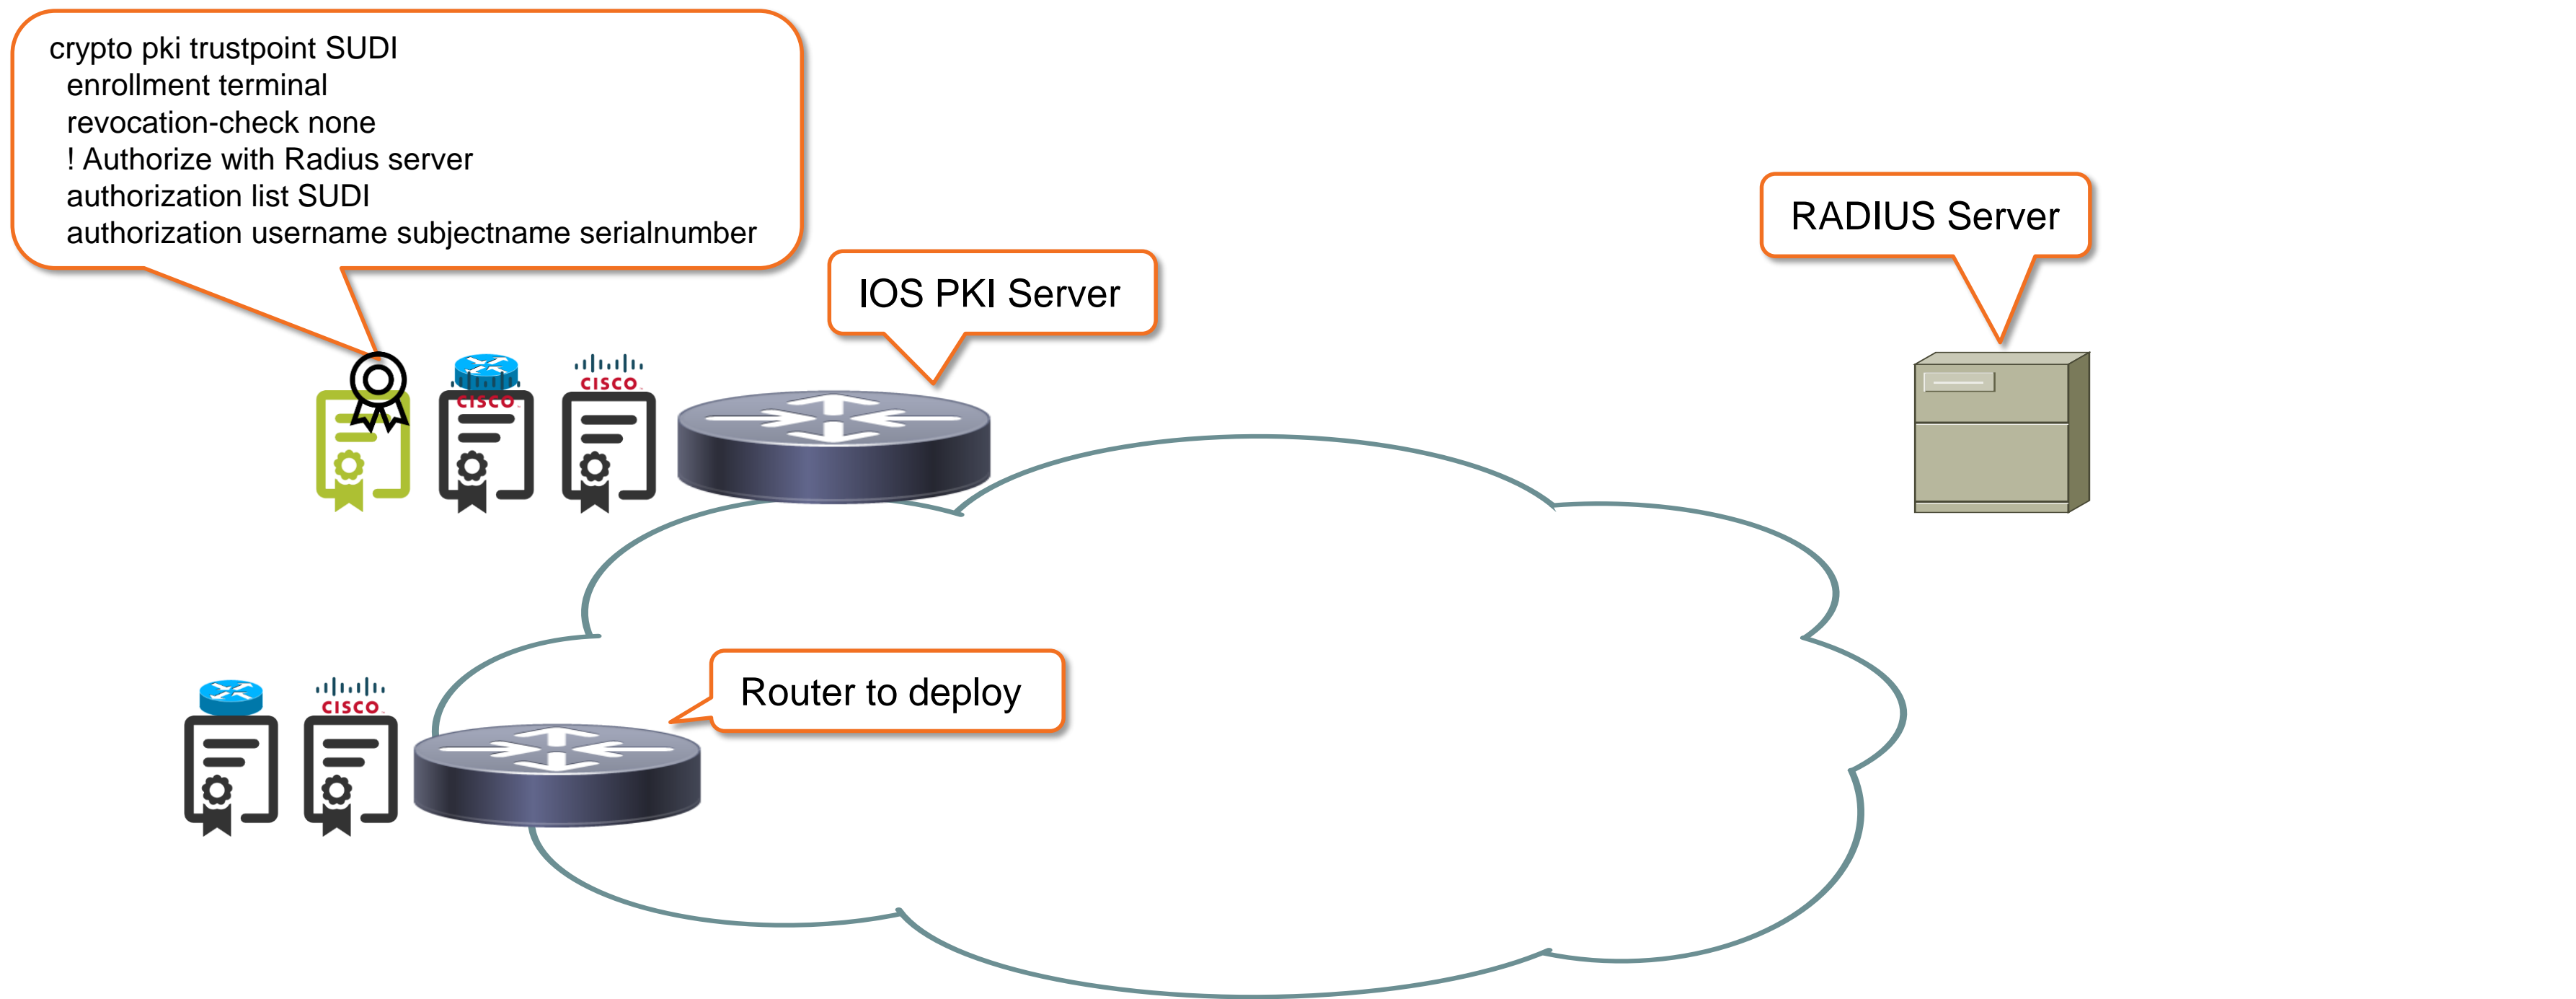 crypto pki trustpoint SUDI
enrollment terminal
revocation-check none
! Authorize with Radius server
authorization list SUDI
authorization username subjectname serialnumber
RADIUS Server
IOS PKI Server
CISCO
CISCO
Router to deploy
CISCO